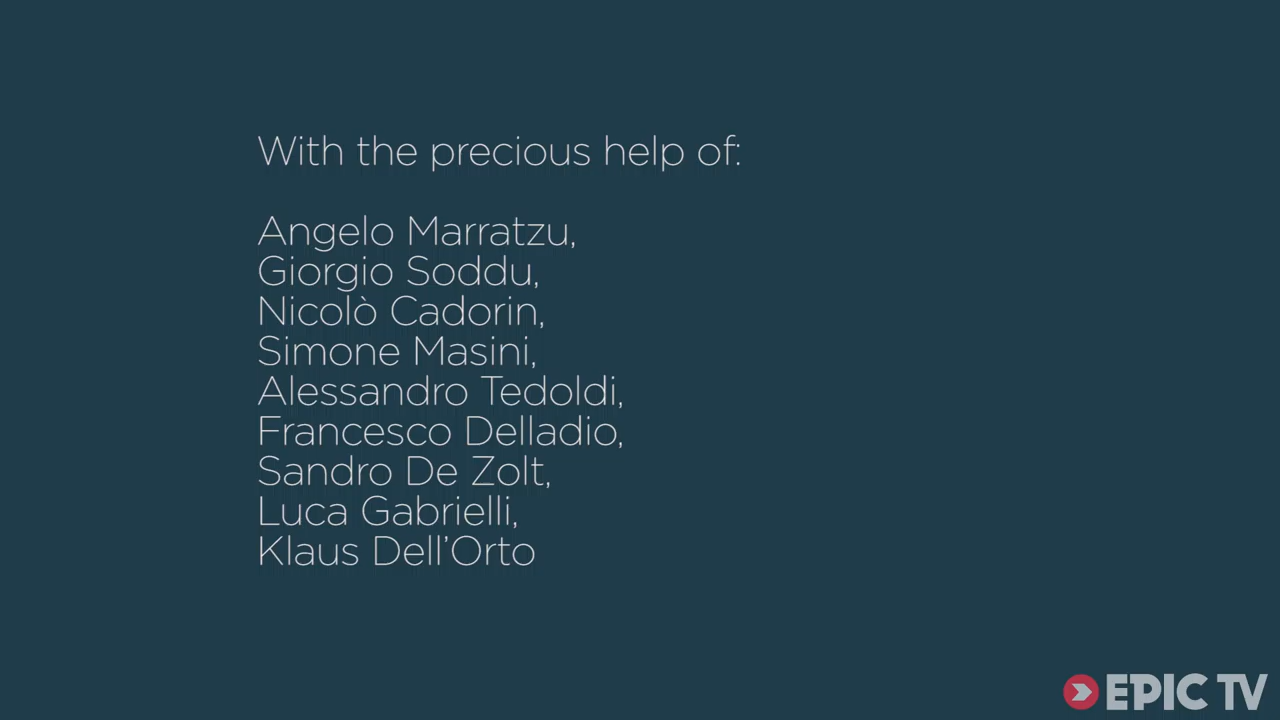 With the precious help of:
Angelo Marratzu,
Giorgio Soddu,
Nicolò Cadorin,
Simone Masini,
Alessandro Tedoldi,
Francesco Delladio,
Sandro De Zolt,
Luca Gabrielli,
Klaus Dell’Orto
EPIC TV